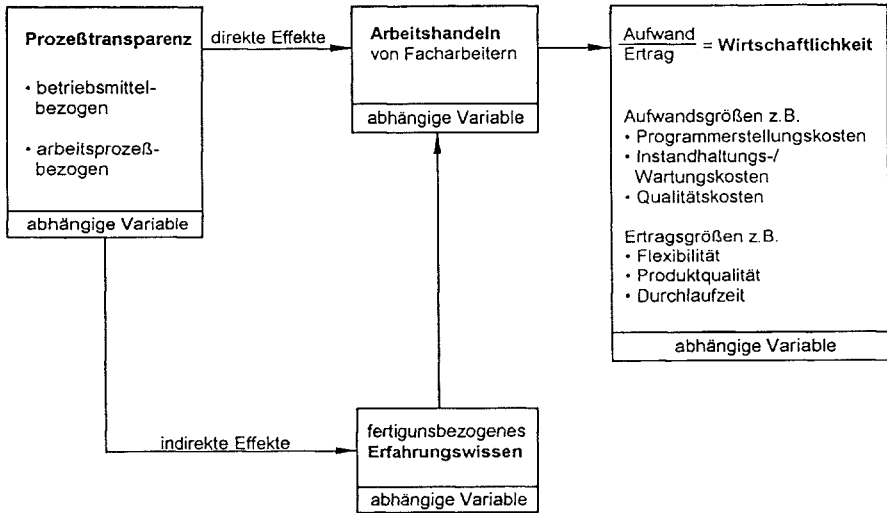 Prozeßtransparenz
• betriebsmittel-
bezogen
• arbeitsprozeß-
bezogen
abhängige Variable
direkte Effekte
Arbeitshandeln
von Facharbeitern
abhängige Variable
Aufwand
Ertrag
= Wirtschaftlichkeit
Aufwandsgrößen z.B.
• Programmerstellungskosten
• Instandhaltungs-/
Wartungskosten
• Qualitätskosten
Ertragsgrößen z.B.
• Flexibilität
• Produktqualität
• Durchlaufzeit
abhängige Variable
indirekte Effekte
fertigunsbezogenes
Erfahrungswissen
abhängige Variable